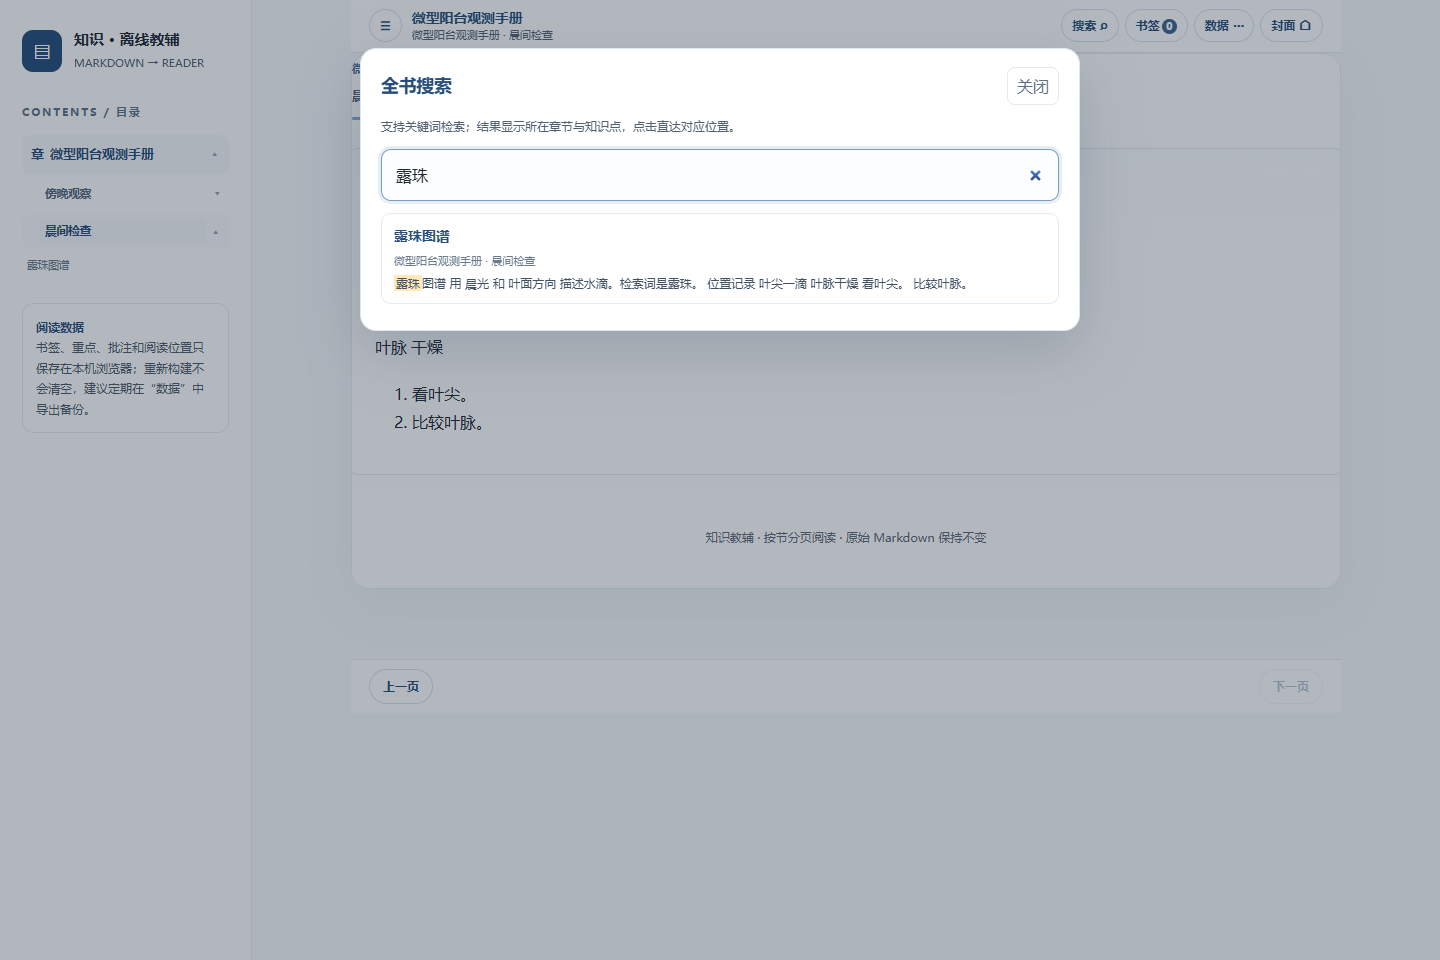 知识 • 离线教辅
MARKDOWN → READER
CONTENTS / 目录
章 微型阳台观测手册
傍晚观察
晨间检查
露珠图谱
阅读数据
书签、重点、批注和阅读位置只
保存在本机浏览器；重新构建不
会清空，建议定期在“数据”中
导出备份。
微型阳台观测手册
微型阳台观测手册 · 晨间检查
搜索
书签 0
数据 ···
封面
微
晨
全书搜索
关闭
支持关键词检索；结果显示所在章节与知识点，点击直达对应位置。
露珠
露珠图谱
微型阳台观测手册 · 晨间检查
露珠图谱 用 晨光 和 叶面方向 描述水滴。检索词是露珠。 位置记录 叶尖一滴 叶脉干燥 看叶尖。 比较叶脉。
叶脉 干燥
1. 看叶尖。
2. 比较叶脉。
知识教辅 · 按节分页阅读 · 原始 Markdown 保持不变
上一页
下一页